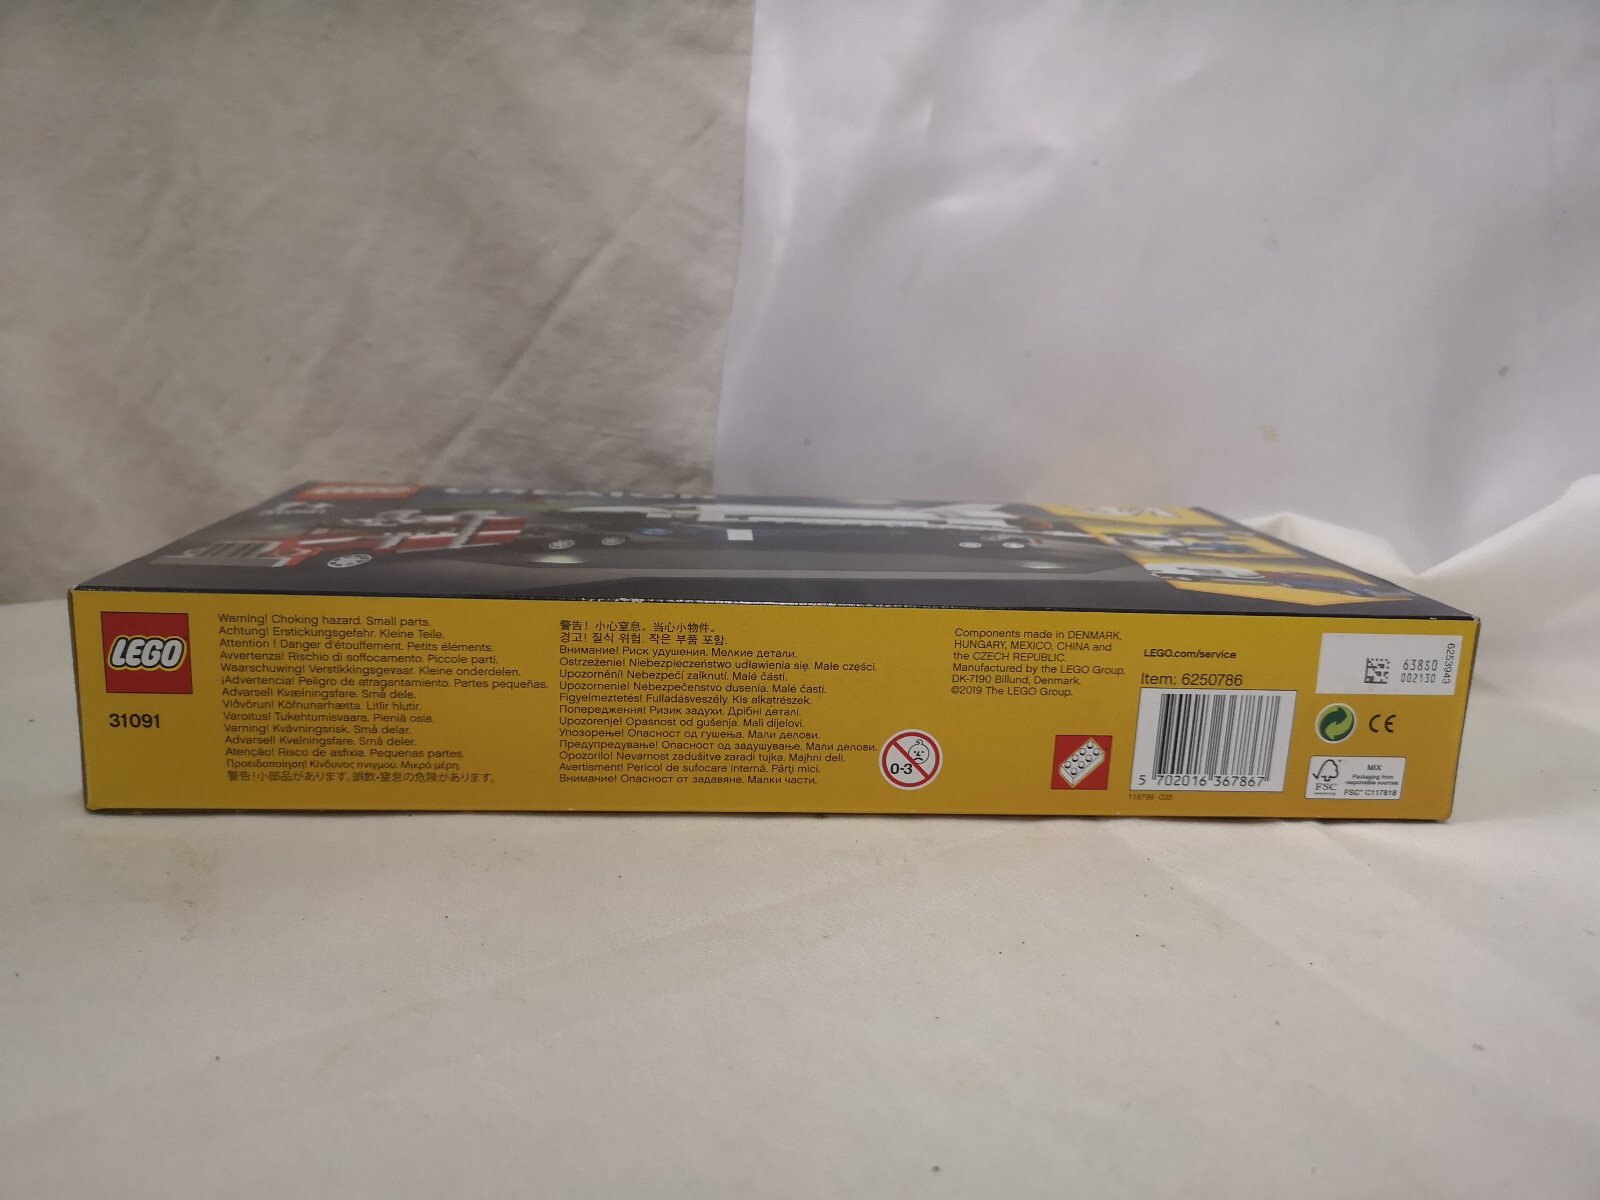 CREATOR
LEGO
31091
Warning! Choking hazard. Small parts.
Achtung! Erstickungsgefahr. Kleine Teile.
Attention ! Danger d'étouffement. Petits éléments.
Avvertenza! Rischio di soffocamento. Piccole parti.
Waarschuwing! Verstikkingsgevaar. Kleine onderdelen.
¡Advertencia! Peligro de atragantamiento. Partes pequeñas.
Advarsel! Kvælningsfare. Små dele.
Viðvörun! Köfnunarhætta. Litlir hlutir.
Varoitus! Tukehtumisvaara. Pieniä osia.
Varning! Kvävningsrisk. Små delar.
Advarsel! Kvelningsfare. Små deler.
Atenção! Risco de asfixia. Pequenas partes.
Προειδοποίηση! Κίνδυνος πνιγμού. Μικρά μέρη.
警告!小部品があります。誤飲・窒息の危険があります。
警告! 小心窒息。当心小物件。
경고! 질식 위험. 작은 부품 포함.
Внимание! Риск удушения. Мелкие детали.
Ostrzeżenie! Niebezpieczeństwo udławienia się. Małe części.
Upozornění! Nebezpečí zalknutí. Malé části.
Upozornenie! Nebezpečenstvo dusenia. Malé časti.
Figyelmeztetés! Fulladásveszély. Kis alkatrészek.
Попередження! Ризик задухи. Дрібні деталі.
Upozorenje! Opasnost od gušenja. Mali dijelovi.
Упозорење! Опасност од гушења. Мали делови.
Предупредување! Опасност од задушување. Мали делови.
Opozorilo! Nevarnost zadušitve zaradi tujka. Majhni deli.
Avertisment! Pericol de sufocare internă. Părți mici.
Внимание! Опасност от задавяне. Малки части.
0-3
Components made in DENMARK,
HUNGARY, MEXICO, CHINA and
the CZECH REPUBLIC.
Manufactured by the LEGO Group.
DK-7190 Billund, Denmark.
©2019 The LEGO Group.
LEGO.com/service
Item: 6250786
5 702016 367867
638S0
002130
6253943
CE
FSC
MIX
Packaging from
responsible sources
FSC® C117818